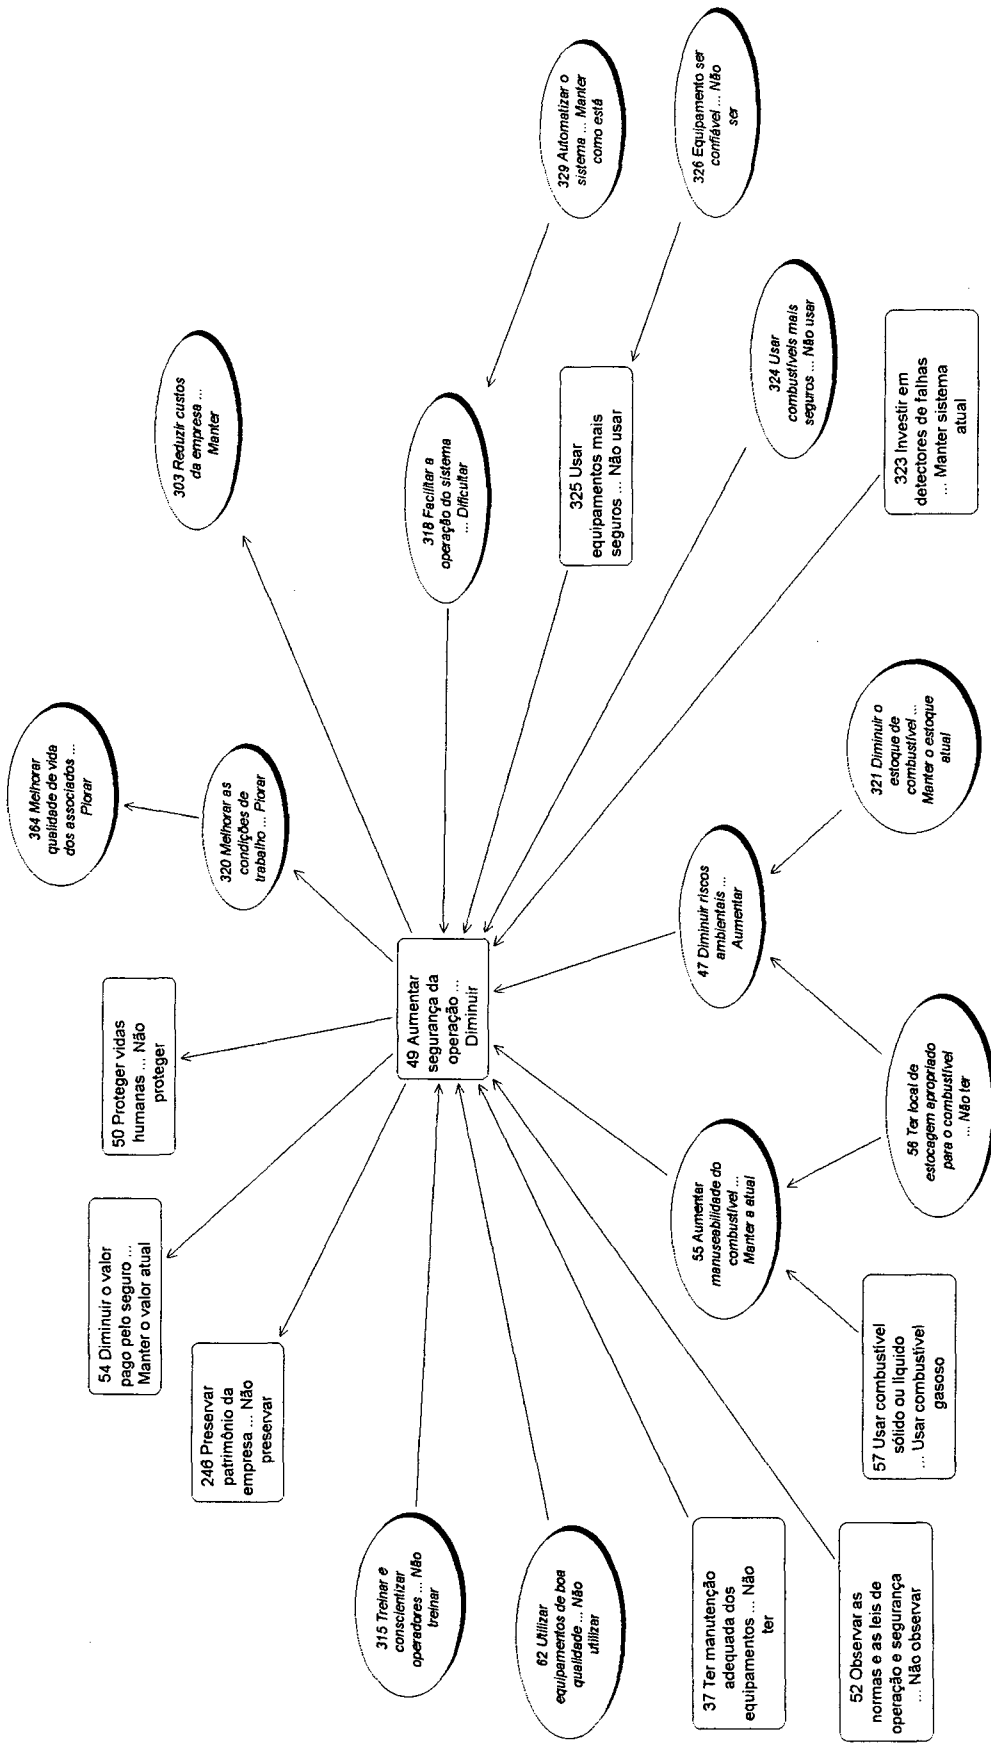 364 Melhorar
qualidade de vida
dos associados ...
Piorar
303 Reduzir custos
da empresa ...
Manter
320 Melhorar as
condições de
trabalho ... Piorar
50 Proteger vidas
humanas ... Não
proteger
54 Diminuir o valor
pago pelo seguro ...
Manter o valor atual
246 Preservar
patrimônio da
empresa ... Não
preservar
49 Aumentar
segurança da
operação ...
Diminuir
315 Treinar e
conscientizar
operadores ... Não
treinar
62 Utilizar
equipamentos de boa
qualidade ... Não
utilizar
37 Ter manutenção
adequada dos
equipamentos ... Não
ter
52 Observar as
normas e as leis de
operação e segurança
... Não observar
55 Aumentar
manuseabilidade do
combustível ...
Manter a atual
57 Usar combustível
sólido ou líquido
... Usar combustível
gasoso
56 Ter local de
estocagem apropriado
para o combustível
... Não ter
47 Diminuir riscos
ambientais ...
Aumentar
321 Diminuir o
estoque de
combustível ...
Manter o estoque
atual
318 Facilitar a
operação do sistema
... Dificultar
325 Usar
equipamentos mais
seguros ... Não usar
324 Usar
combustíveis mais
seguros ... Não usar
323 Investir em
detectores de falhas
... Manter sistema
atual
329 Automatizar o
sistema ... Manter
como está
326 Equipamento ser
confiável ... Não
ser